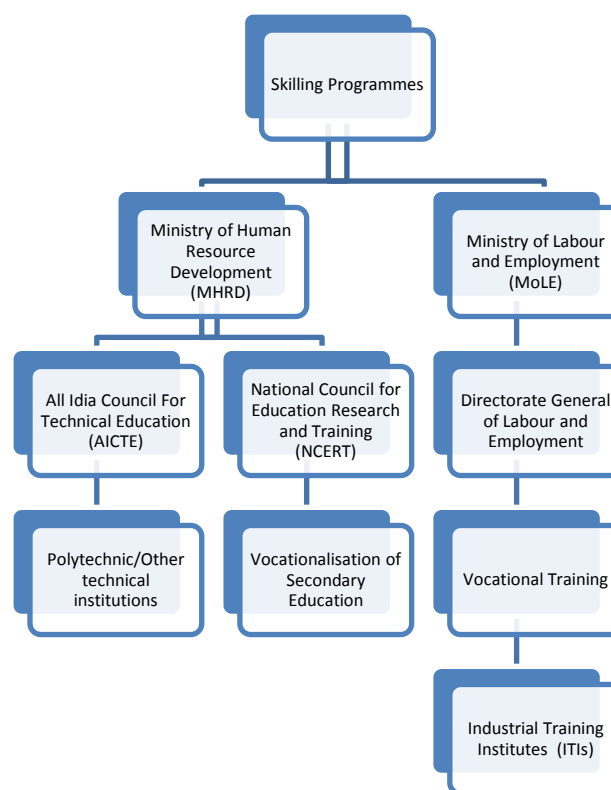 Skilling Programmes
Ministry of Human
Resource
Development
(MHRD)
Ministry of Labour
and Employment
(MoLE)
All Idia Council For
Technical Education
(AICTE)
National Council for
Education Research
and Training
(NCERT)
Directorate General
of Labour and
Employment
Polytechnic/Other
technical
institutions
Vocationalisation of
Secondary
Education
Vocational Training
Industrial Training
Institutes (ITIs)